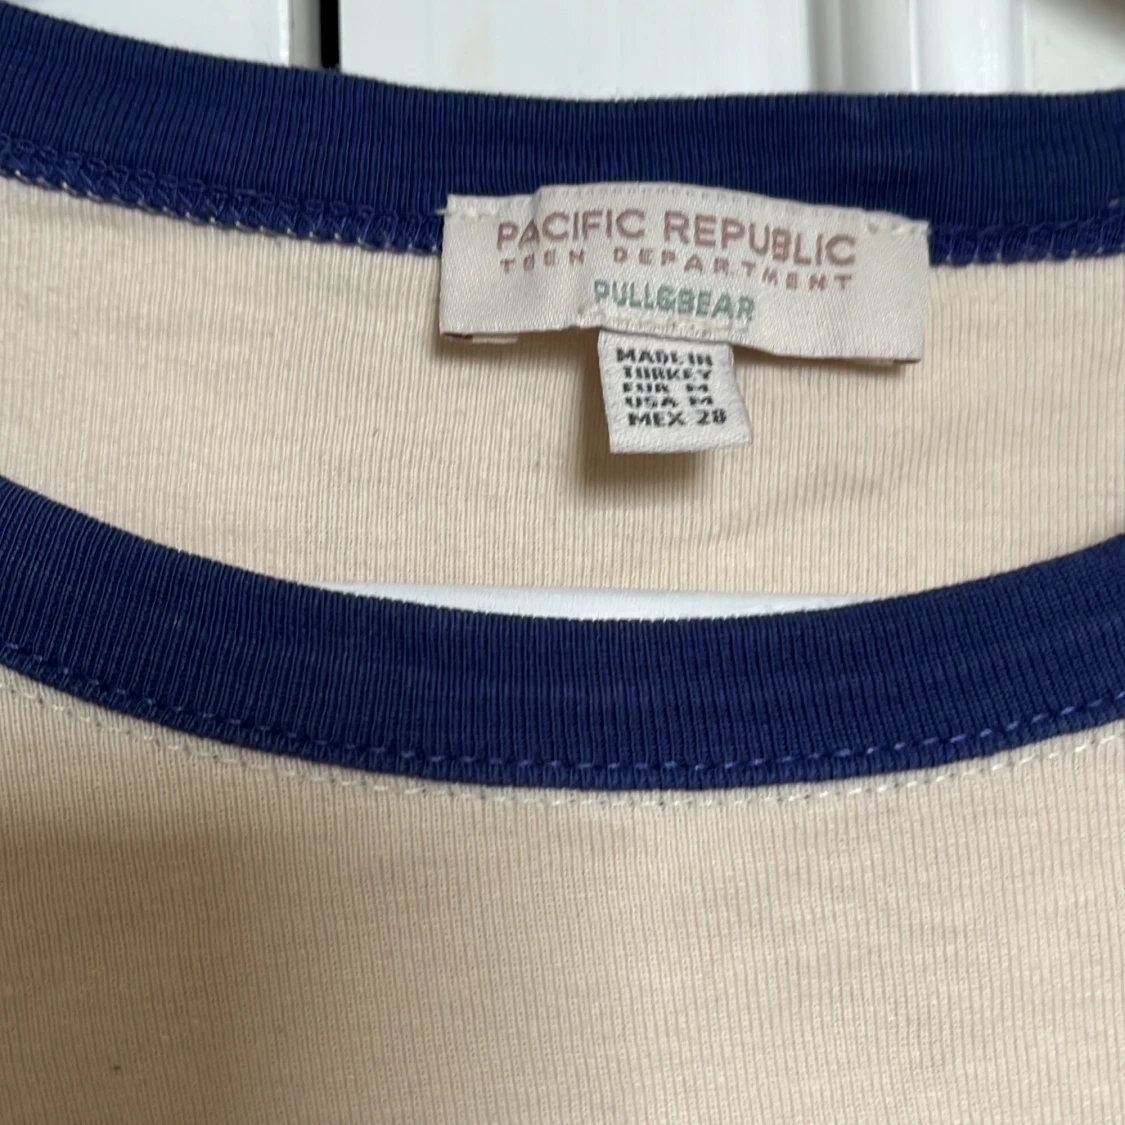 PACIFIC REPUBLIC
TEEN DEPARTMENT
PULL&BEAR
MADE IN
TURKEY
EUR M
USA M
MEX 28